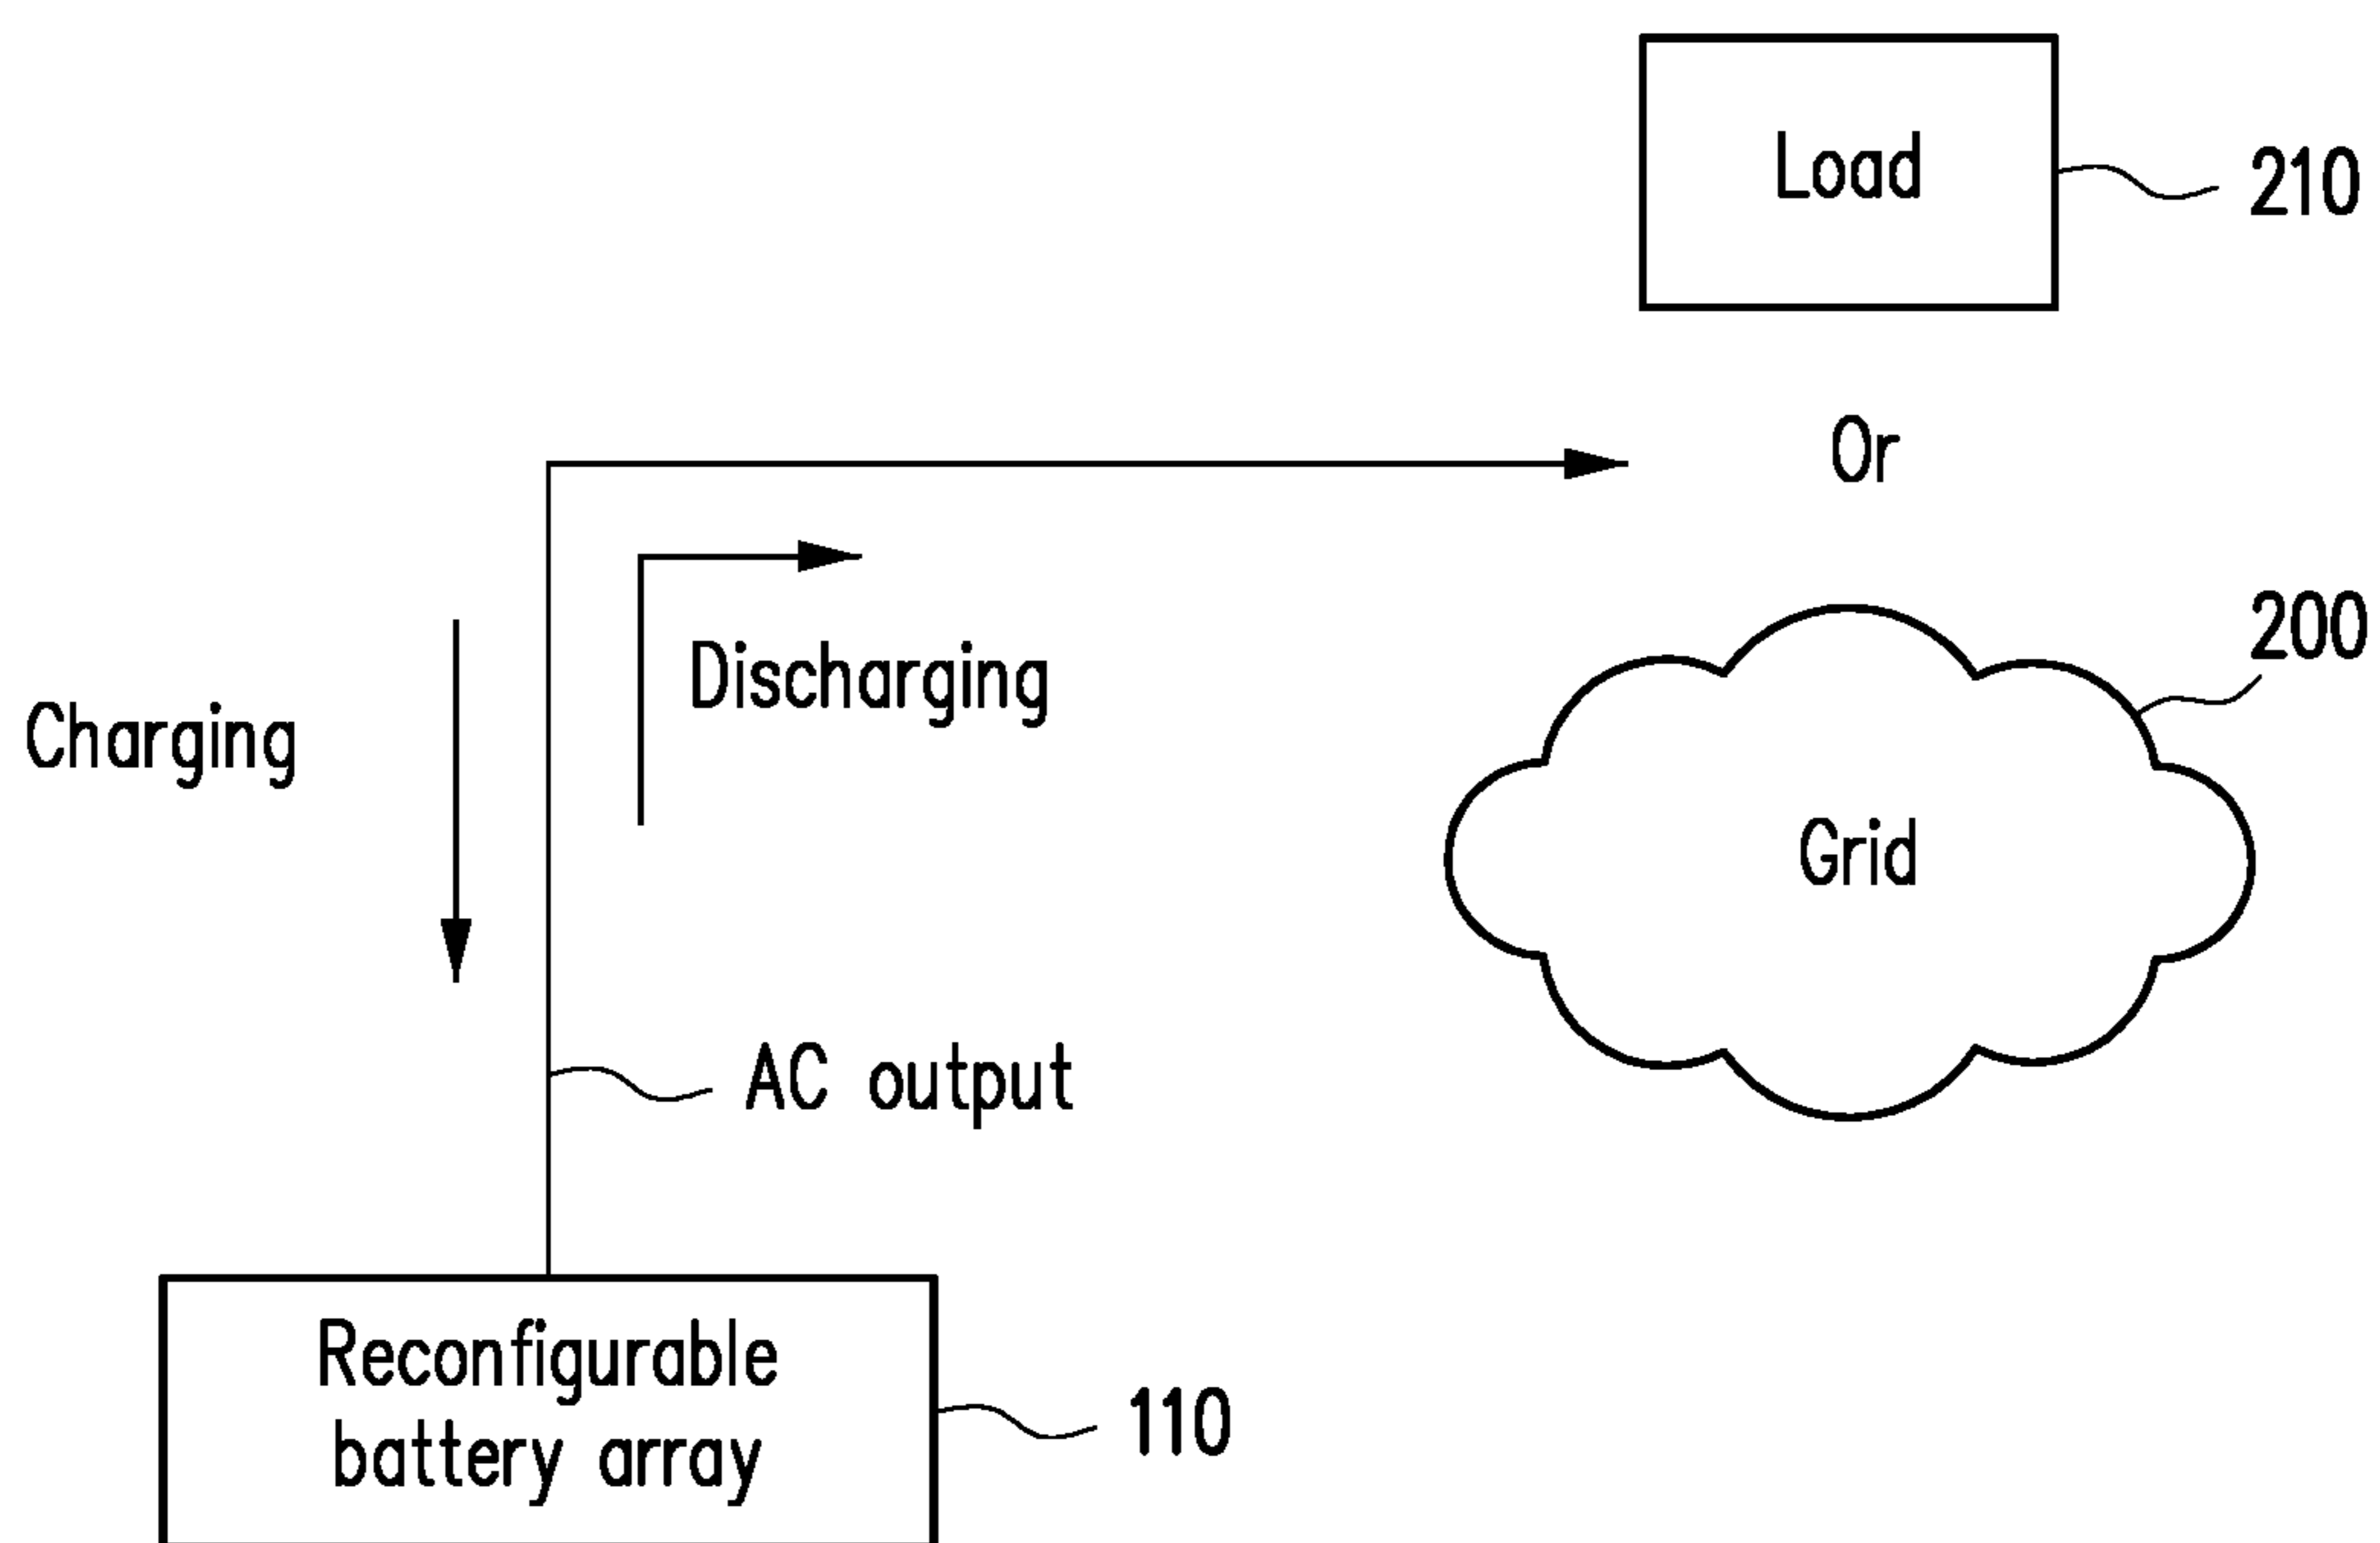 Load
210
Or
200
Discharging
Charging
Grid
AC output
Reconfigurable
battery array
110